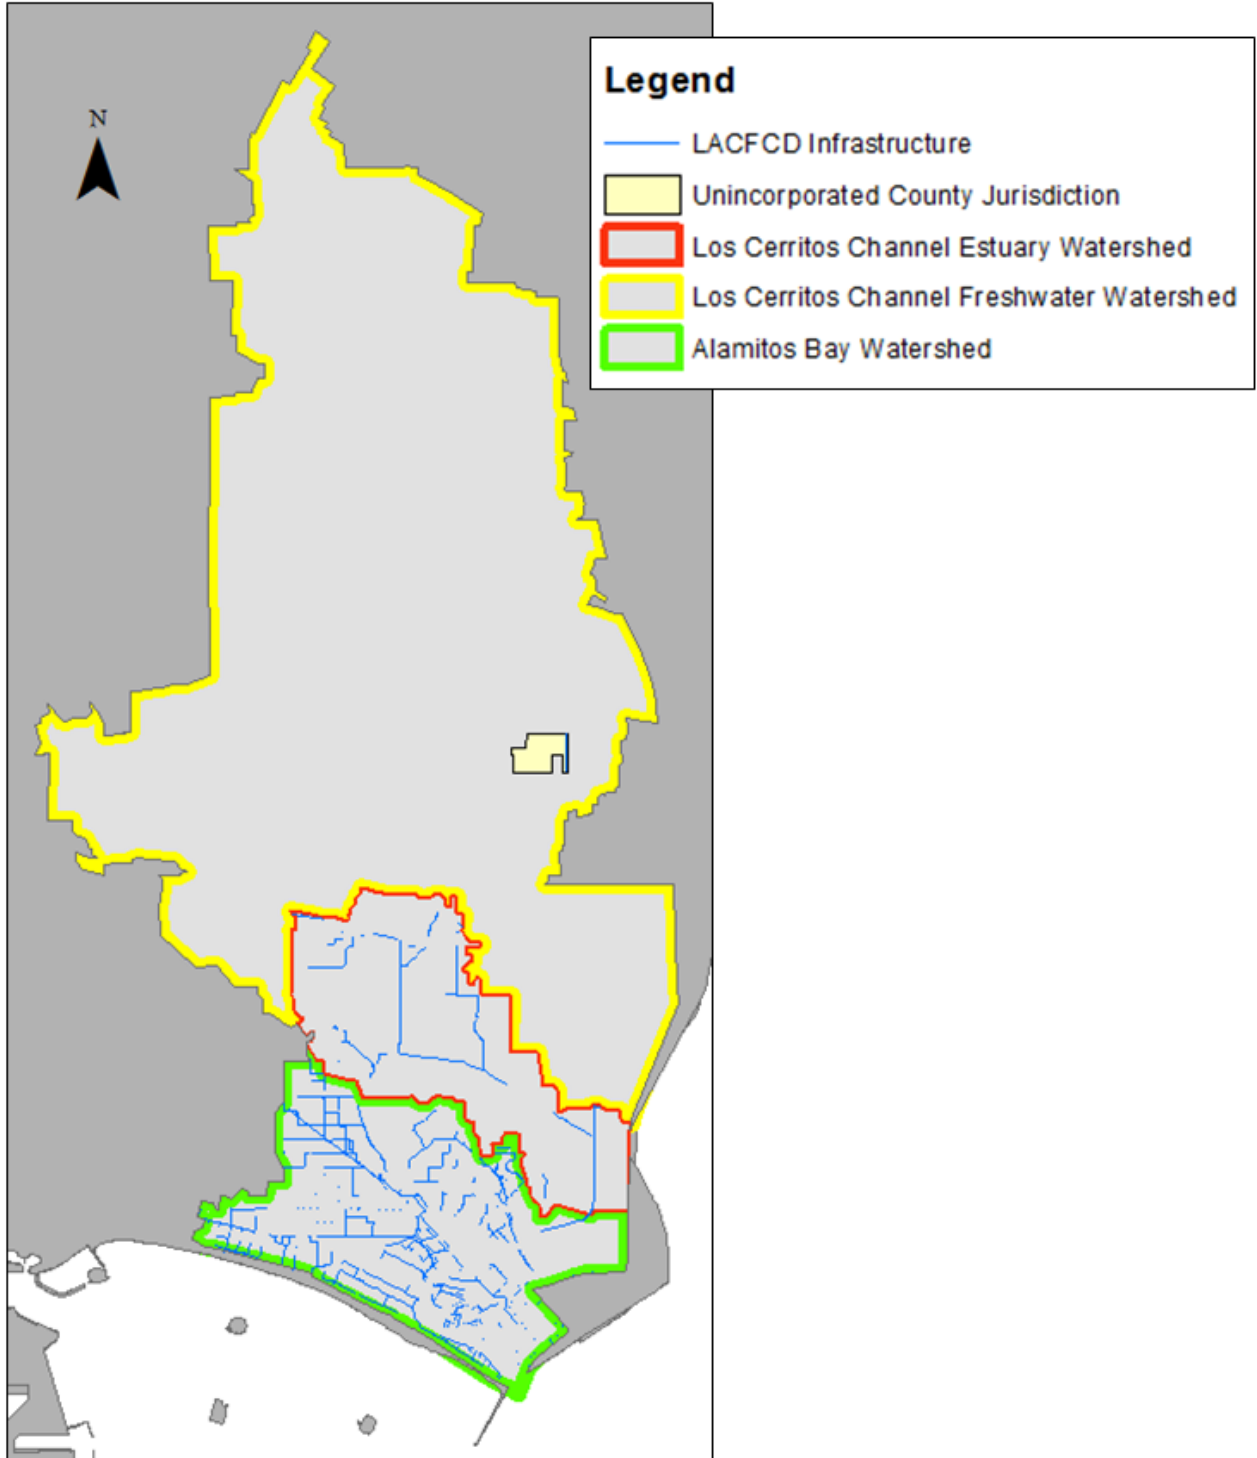 N
Legend
LACFCD Infrastructure
Unincorporated County Jurisdiction
Los Cerritos Channel Estuary Watershed
Los Cerritos Channel Freshwater Watershed
Alamitos Bay Watershed